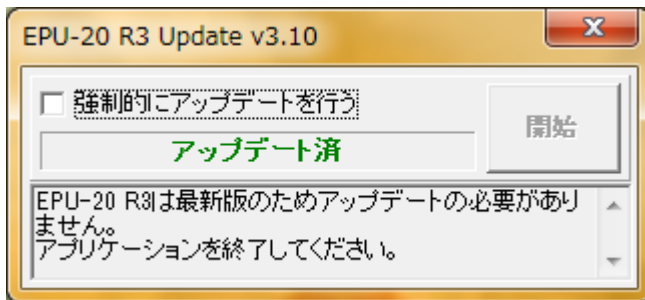 EPU-20 R3 Update v3.10
強制的にアップデートを行う
開始
アップデート済
EPU-20 R3は最新版のためアップデートの必要があり
ません。
アプリケーションを終了してください。